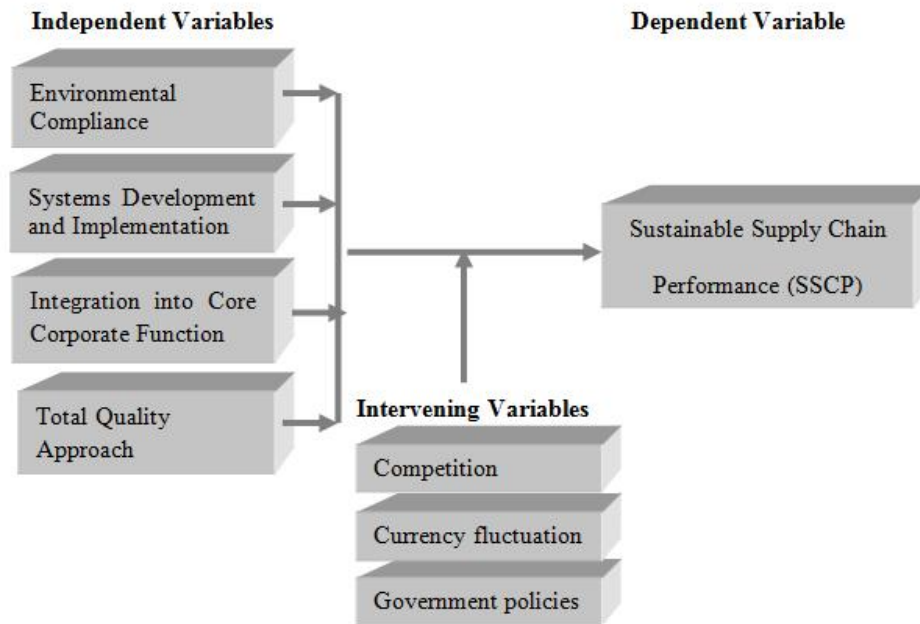 Independent Variables
Dependent Variable
Environmental
Compliance
Systems Development
and Implementation
Integration into Core
Corporate Function
Total Quality
Approach
Sustainable Supply Chain
Performance (SSCP)
Intervening Variables
Competition
Currency fluctuation
Government policies